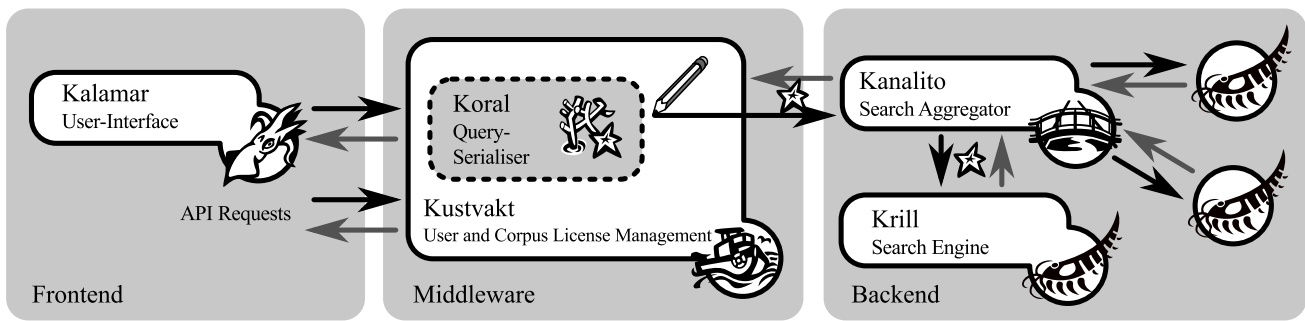 Kalamar
User-Interface
API Requests
Frontend
Koral
Query-
Serialiser
Kustvakt
User and Corpus License Management
Middleware
Kanalito
Search Aggregator
Krill
Search Engine
Backend